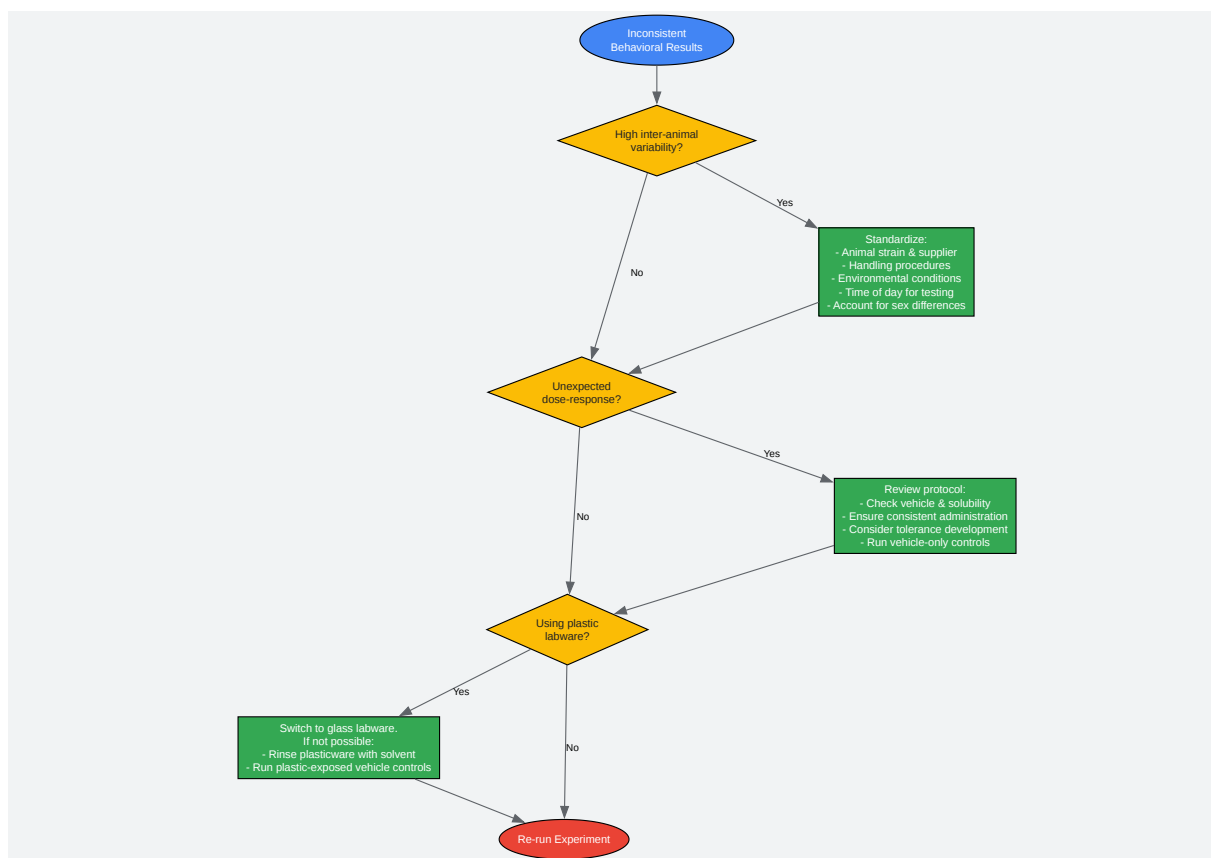 Inconsistent
Behavioral Results
High inter-animal
variability?
Yes
Standardize:
- Animal strain & supplier
- Handling procedures
- Environmental conditions
- Time of day for testing
- Account for sex differences
No
Unexpected
dose-response?
Yes
Review protocol:
- Check vehicle & solubility
- Ensure consistent administration
- Consider tolerance development
- Run vehicle-only controls
No
Using plastic
labware?
Yes
Switch to glass labware.
If not possible:
- Rinse plasticware with solvent
- Run plastic-exposed vehicle controls
No
Re-run Experiment